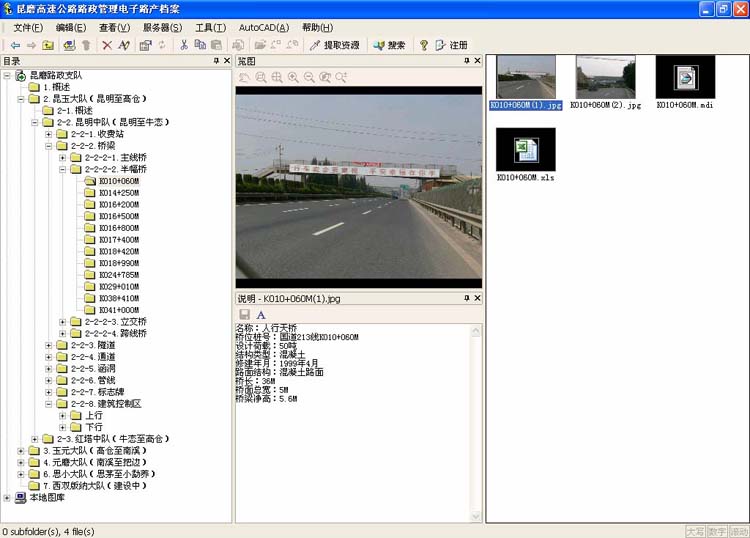 昆磨高速公路路政管理电子路产档案
文件(F) 编辑(E) 查看(V) 服务器(S) 工具(T) AutoCAD(A) 帮助(H)
提取资源 搜索 注册
目录
昆磨路政支队
1.概述
2.昆玉大队(昆明至高仓)
2-1.概述
2-2.昆明中队(昆明至牛恋)
2-2-1.收费站
2-2-2.桥梁
2-2-2-1.主线桥
2-2-2-2.半幅桥
K010+060M
K014+250M
K016+200M
K016+500M
K016+800M
K017+400M
K018+420M
K018+990M
K024+785M
K029+010M
K038+410M
K041+000M
2-2-2-3.立交桥
2-2-2-4.跨线桥
2-2-3.隧道
2-2-4.通道
2-2-5.涵洞
2-2-6.管线
2-2-7.标志牌
2-2-8.建筑控制区
上行
下行
2-3.红塔中队(牛恋至高仓)
3.玉元大队(高仓至南溪)
4.元磨大队(南溪至把边)
6.思小大队(思茅至小勐养)
7.西双版纳大队(建设中)
本地图库
览图
说明 - K010+060M(1).jpg
名称：人行天桥
桥位桩号：国道213线K010+060M
设计荷载：50吨
结构类型：混凝土
修建年月：1999年4月
路面结构：混凝土路面
桥长：36M
桥面总宽：5M
桥梁净高：5.6M
K010+060M(1).jpg
K010+060M(2).jpg
K010+060M.mdi
K010+060M.xls
0 subfolder(s), 4 file(s)
大写 数字 滚动